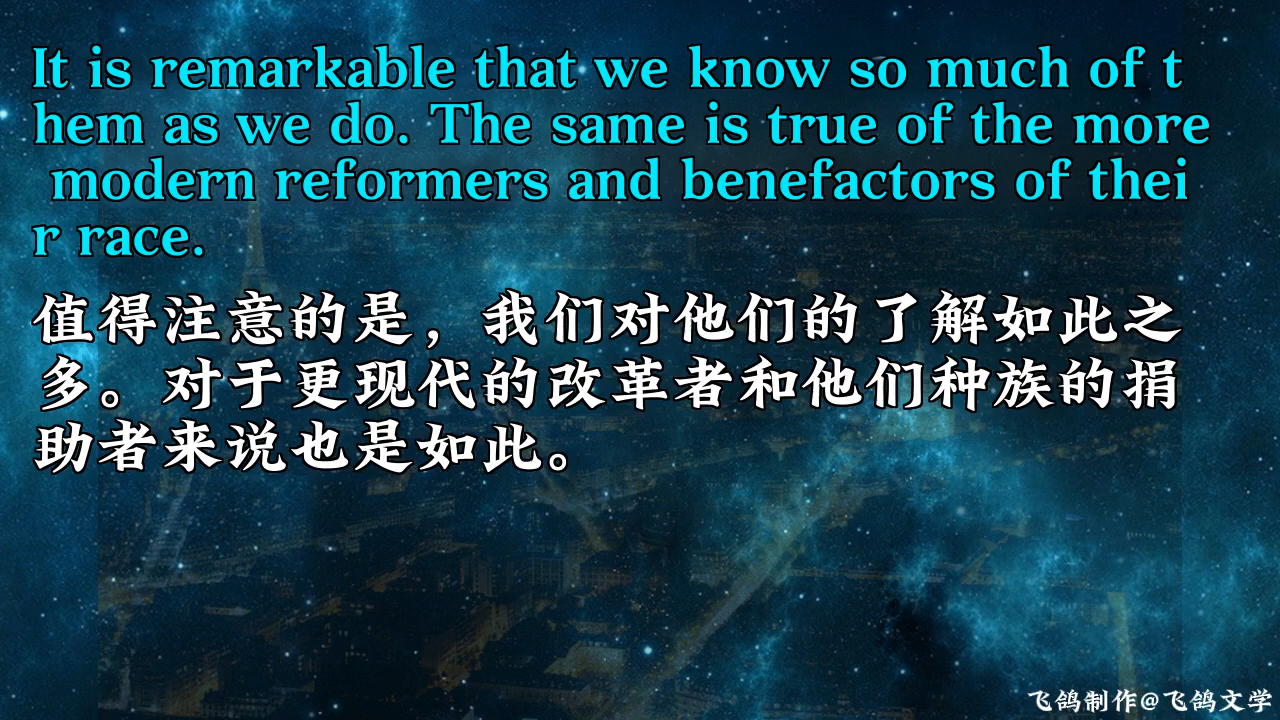 It is remarkable that we know so much of t
hem as we do. The same is true of the more
modern reformers and benefactors of thei
r race.
值得注意的是，我们对他们的了解如此之
多。对于更现代的改革者和他们种族的捐
助者来说也是如此。
飞鸽制作@飞鸽文学